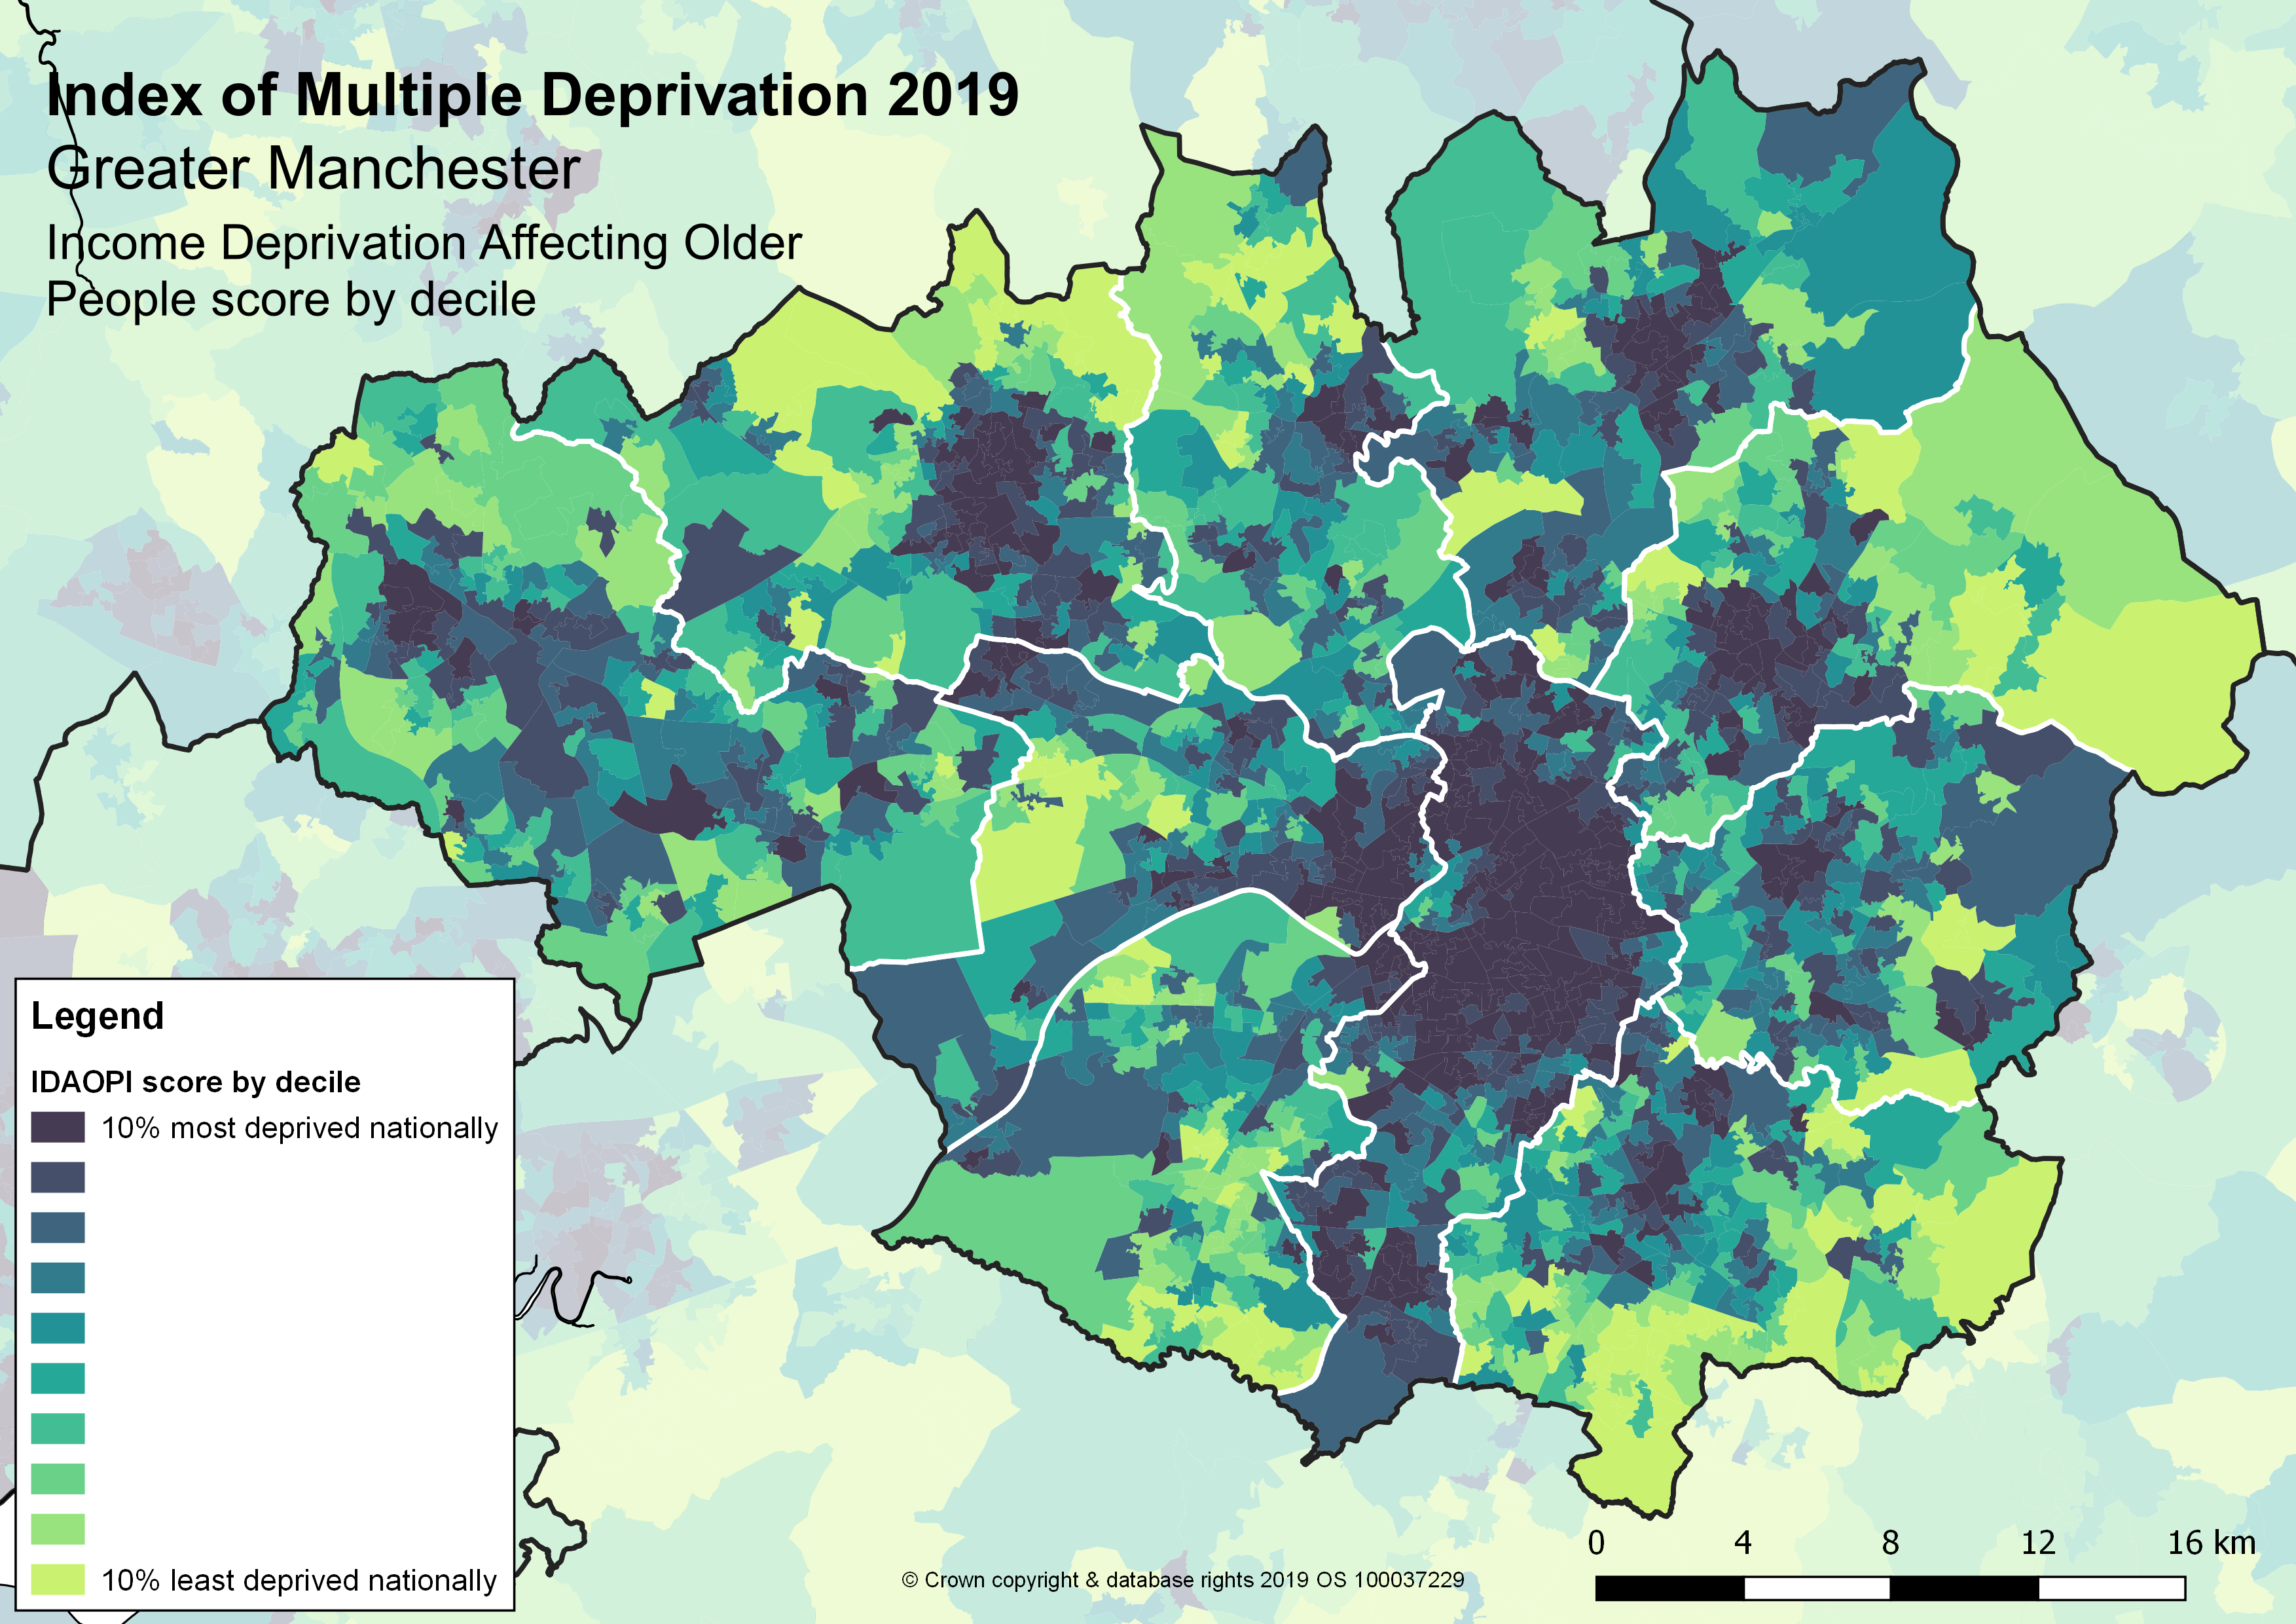 Index of Multiple Deprivation 2019
Greater Manchester
Income Deprivation Affecting Older
People score by decile
Legend
IDAOPI score by decile
10% most deprived nationally
10% least deprived nationally
0 4 8 12 16 km
© Crown copyright & database rights 2019 OS 100037229